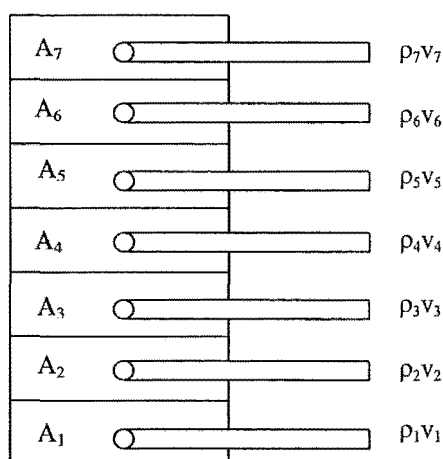 A₇ ρ₇v₇
A₆ ρ₆v₆
A₅ ρ₅v₅
A₄ ρ₄v₄
A₃ ρ₃v₃
A₂ ρ₂v₂
A₁ ρ₁v₁